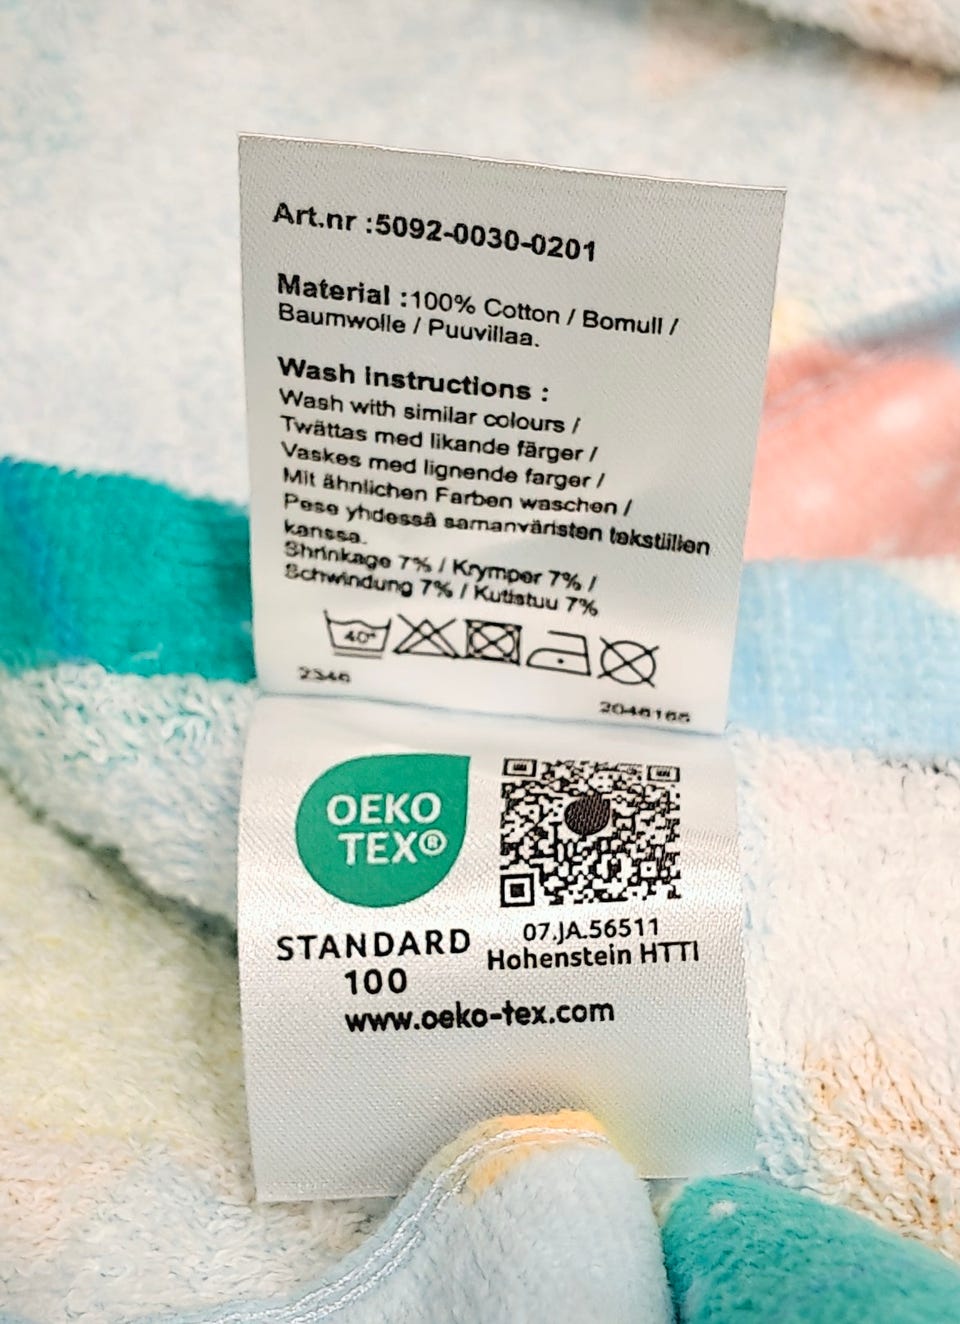 Art.nr :5092-0030-0201
Material :100% Cotton / Bomull /
Baumwolle / Puuvillaa.
Wash instructions :
Wash with similar colours /
Twättas med likande färger /
Vaskes med lignende farger /
Mit ähnlichen Farben waschen /
Pese yhdessä samanväristen tekstiilien
kanssa.
Shrinkage 7% / Krymper 7% /
Schwindung 7% / Kutistuu 7%
40°
2346
2046165
OEKO
TEX®
STANDARD
100
07.JA.56511
Hohenstein HTTI
www.oeko-tex.com